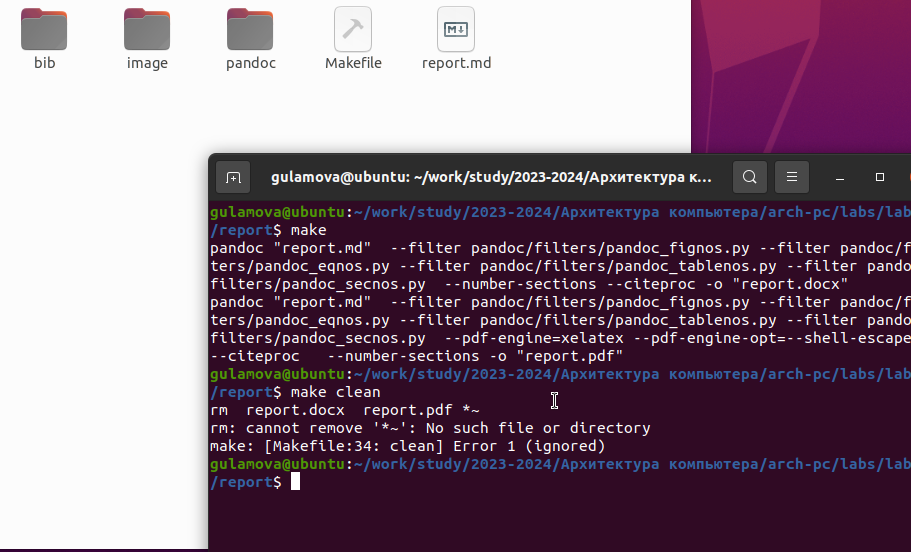 bib
image
pandoc
Makefile
report.md
gulamova@ubuntu: ~/work/study/2023-2024/Архитектура к...
gulamova@ubuntu:~/work/study/2023-2024/Архитектура компьютера/arch-pc/labs/lab
/report$ make
pandoc "report.md"  --filter pandoc/filters/pandoc_fignos.py --filter pandoc/f
ters/pandoc_eqnos.py --filter pandoc/filters/pandoc_tablenos.py --filter pando
filters/pandoc_secnos.py  --number-sections --citeproc -o "report.docx"
pandoc "report.md"  --filter pandoc/filters/pandoc_fignos.py --filter pandoc/f
ters/pandoc_eqnos.py --filter pandoc/filters/pandoc_tablenos.py --filter pando
filters/pandoc_secnos.py  --pdf-engine=xelatex --pdf-engine-opt=--shell-escape
--citeproc   --number-sections -o "report.pdf"
gulamova@ubuntu:~/work/study/2023-2024/Архитектура компьютера/arch-pc/labs/lab
/report$ make clean
rm  report.docx  report.pdf *~
rm: cannot remove '*~': No such file or directory
make: [Makefile:34: clean] Error 1 (ignored)
gulamova@ubuntu:~/work/study/2023-2024/Архитектура компьютера/arch-pc/labs/lab
/report$